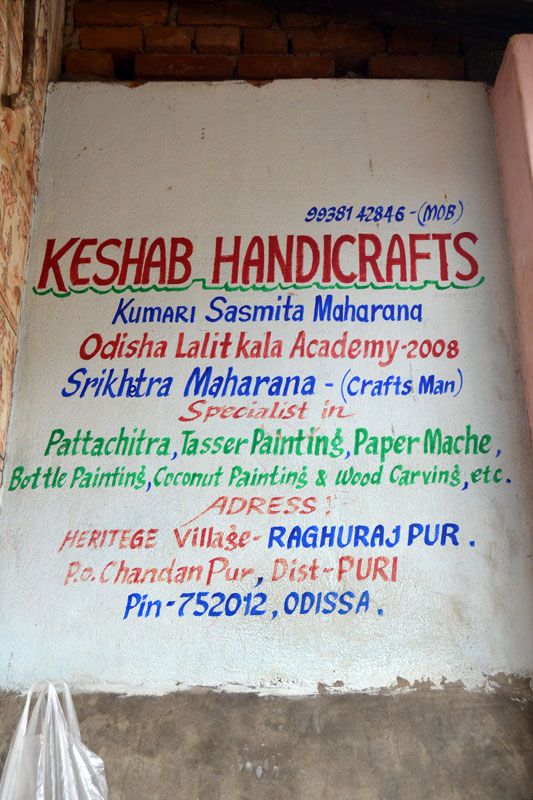 99381 42846 -(MOB)
KESHAB HANDICRAFTS
KUMARI Sasmita Maharana
Odisha Lalit kala Academy-2008
Srikhetra Maharana - (Crafts Man)
Specialist in
Pattachitra, Tasser Painting, Paper Mache,
Bottle Painting, Coconut Painting & Wood Carving, etc.
ADRESS:
HERITEGE Village- RAGHURAJ PUR.
P.o. Chandan Pur, Dist-PURI
Pin-752012, ODISSA.